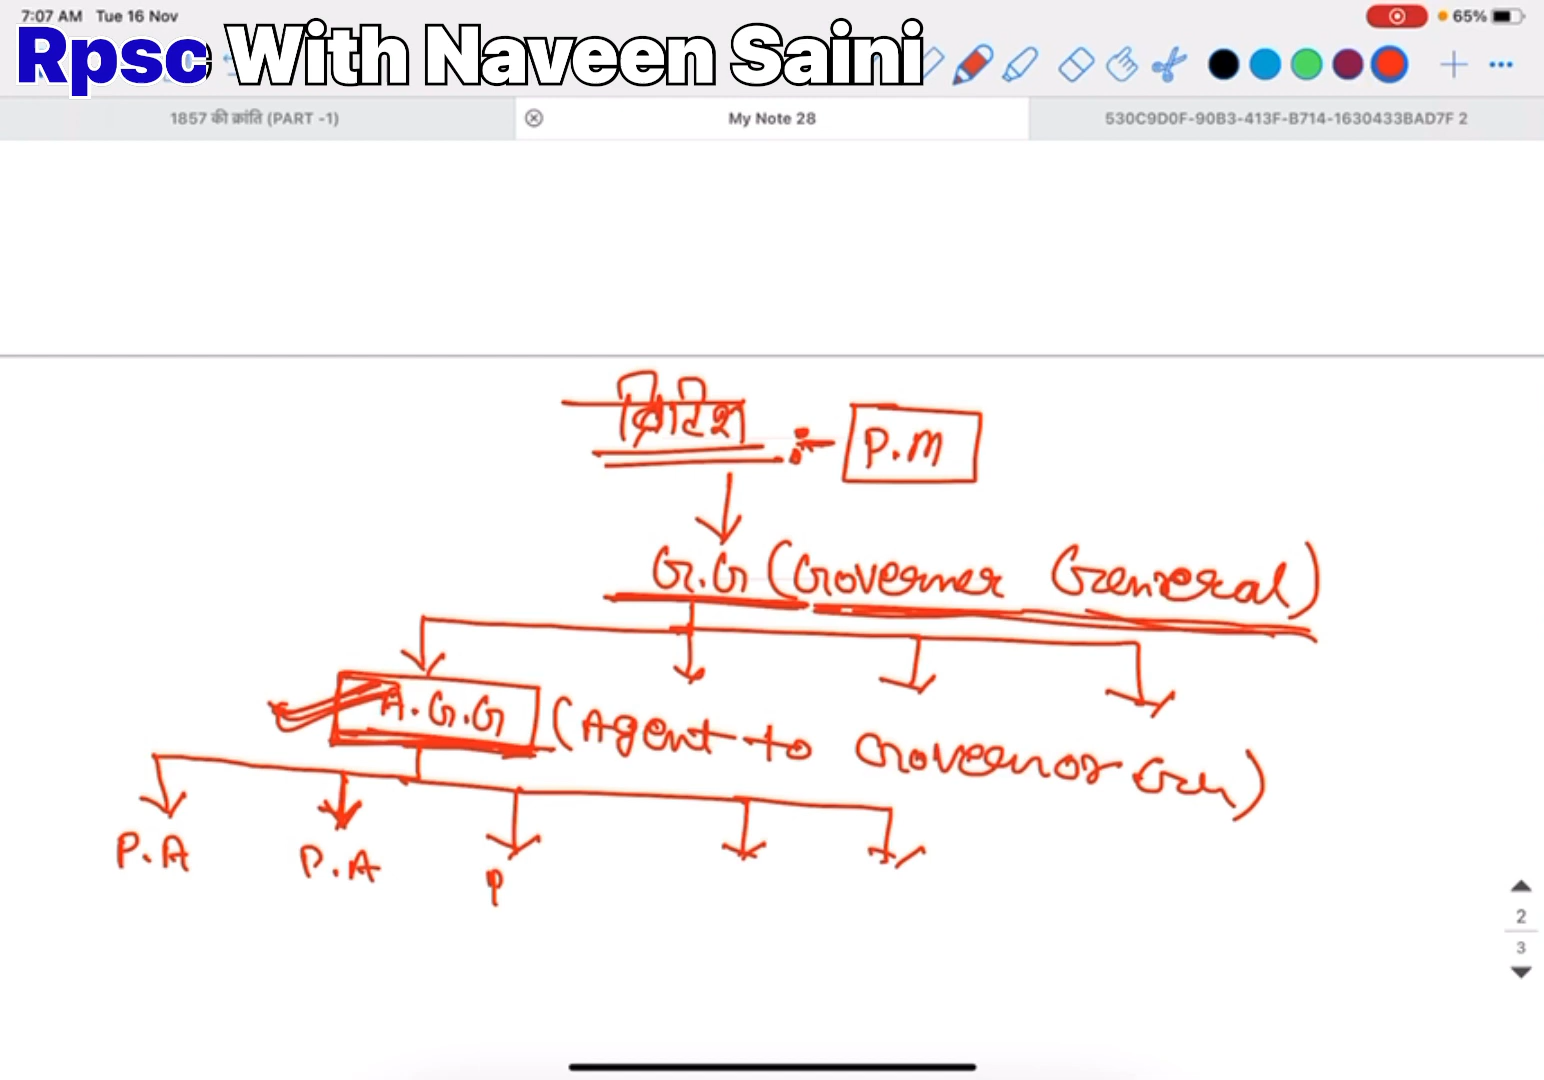 7:07 AM Tue 16 Nov
65%
Rpsc With Naveen Saini
1857 की क्रांति (PART -1)
My Note 28
530C9D0F-90B3-413F-B714-1630433BAD7F 2
ब्रिटिश :- P.M
G.G (Governer General)
A.G.G (Agent to Governor Gen)
P.A P.A P
2
3